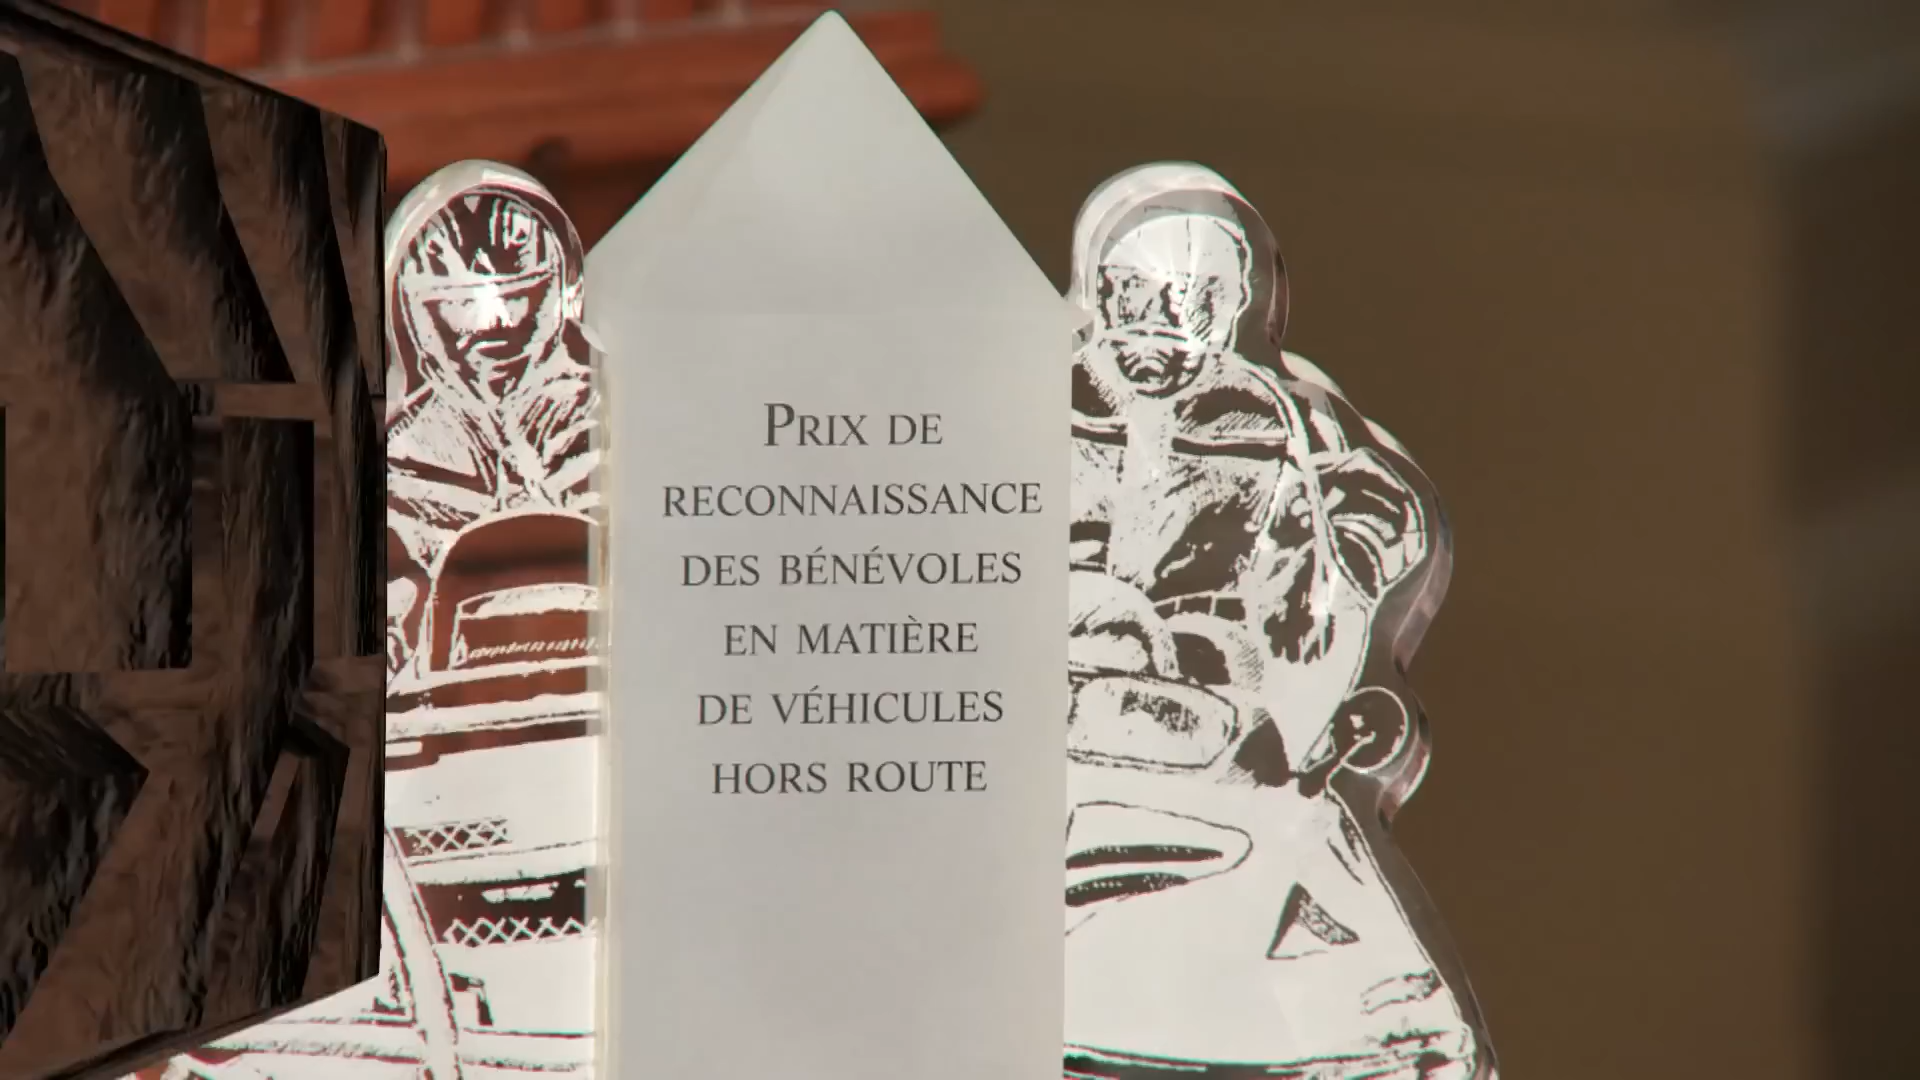 PRIX DE
RECONNAISSANCE
DES BÉNÉVOLES
EN MATIÈRE
DE VÉHICULES
HORS ROUTE